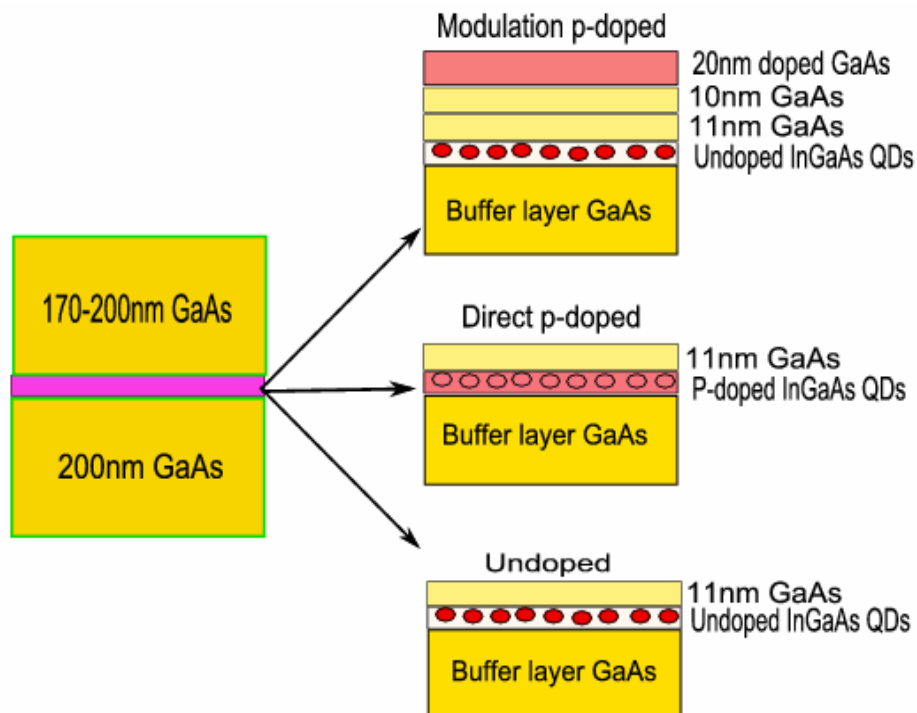 Modulation p-doped
20nm doped GaAs
10nm GaAs
11nm GaAs
Undoped InGaAs QDs
Buffer layer GaAs
170-200nm GaAs
200nm GaAs
Direct p-doped
11nm GaAs
P-doped InGaAs QDs
Buffer layer GaAs
Undoped
11nm GaAs
Undoped InGaAs QDs
Buffer layer GaAs